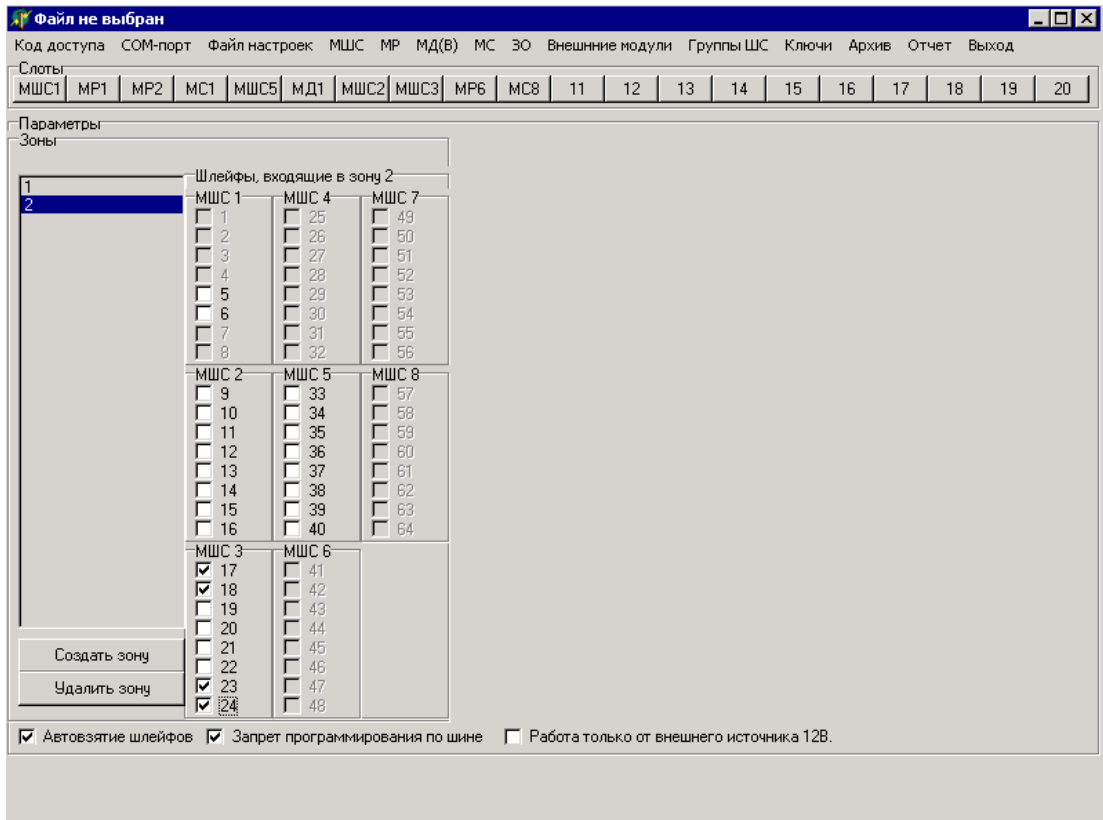 Файл не выбран
Код доступа COM-порт Файл настроек МШС МР МД(В) МС ЗО Внешнние модули Группы ШС Ключи Архив Отчет Выход
Слоты
МШС1 МР1 МР2 МС1 МШС5 МД1 МШС2 МШС3 МР6 МС8 11 12 13 14 15 16 17 18 19 20
Параметры
Зоны
1
2
Шлейфы, входящие в зону 2
МШС 1 МШС 4 МШС 7
1 25 49
2 26 50
3 27 51
4 28 52
5 29 53
6 30 54
7 31 55
8 32 56
МШС 2 МШС 5 МШС 8
9 33 57
10 34 58
11 35 59
12 36 60
13 37 61
14 38 62
15 39 63
16 40 64
МШС 3 МШС 6
17 41
18 42
19 43
20 44
21 45
22 46
23 47
24 48
Создать зону
Удалить зону
Автовзятие шлейфов Запрет программирования по шине Работа только от внешнего источника 12В.